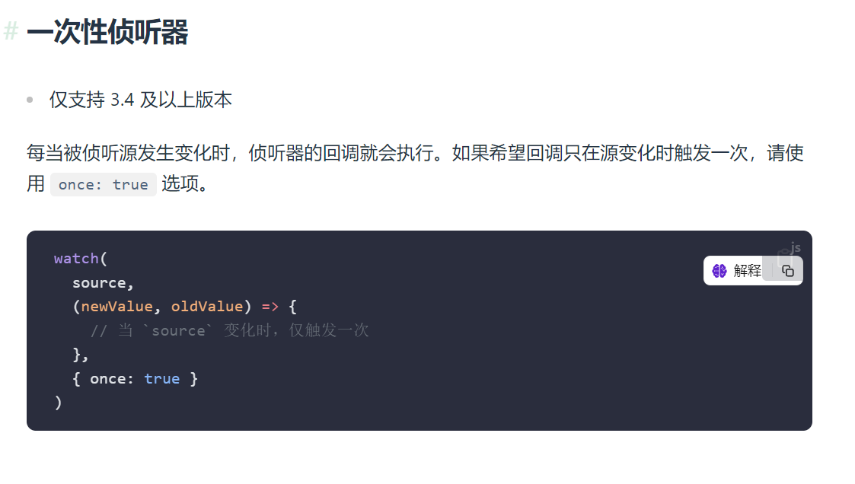 # 一次性侦听器
• 仅支持 3.4 及以上版本
每当被侦听源发生变化时，侦听器的回调就会执行。如果希望回调只在源变化时触发一次，请使
用 once: true 选项。
js
watch(
解释
  source,
  (newValue, oldValue) => {
    // 当 `source` 变化时，仅触发一次
  },
  { once: true }
)